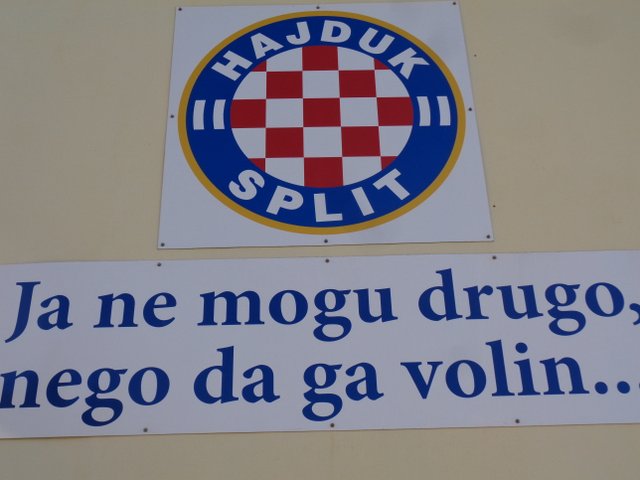 HAJDUK
SPLIT
Ja ne mogu drugo,
nego da ga volin...